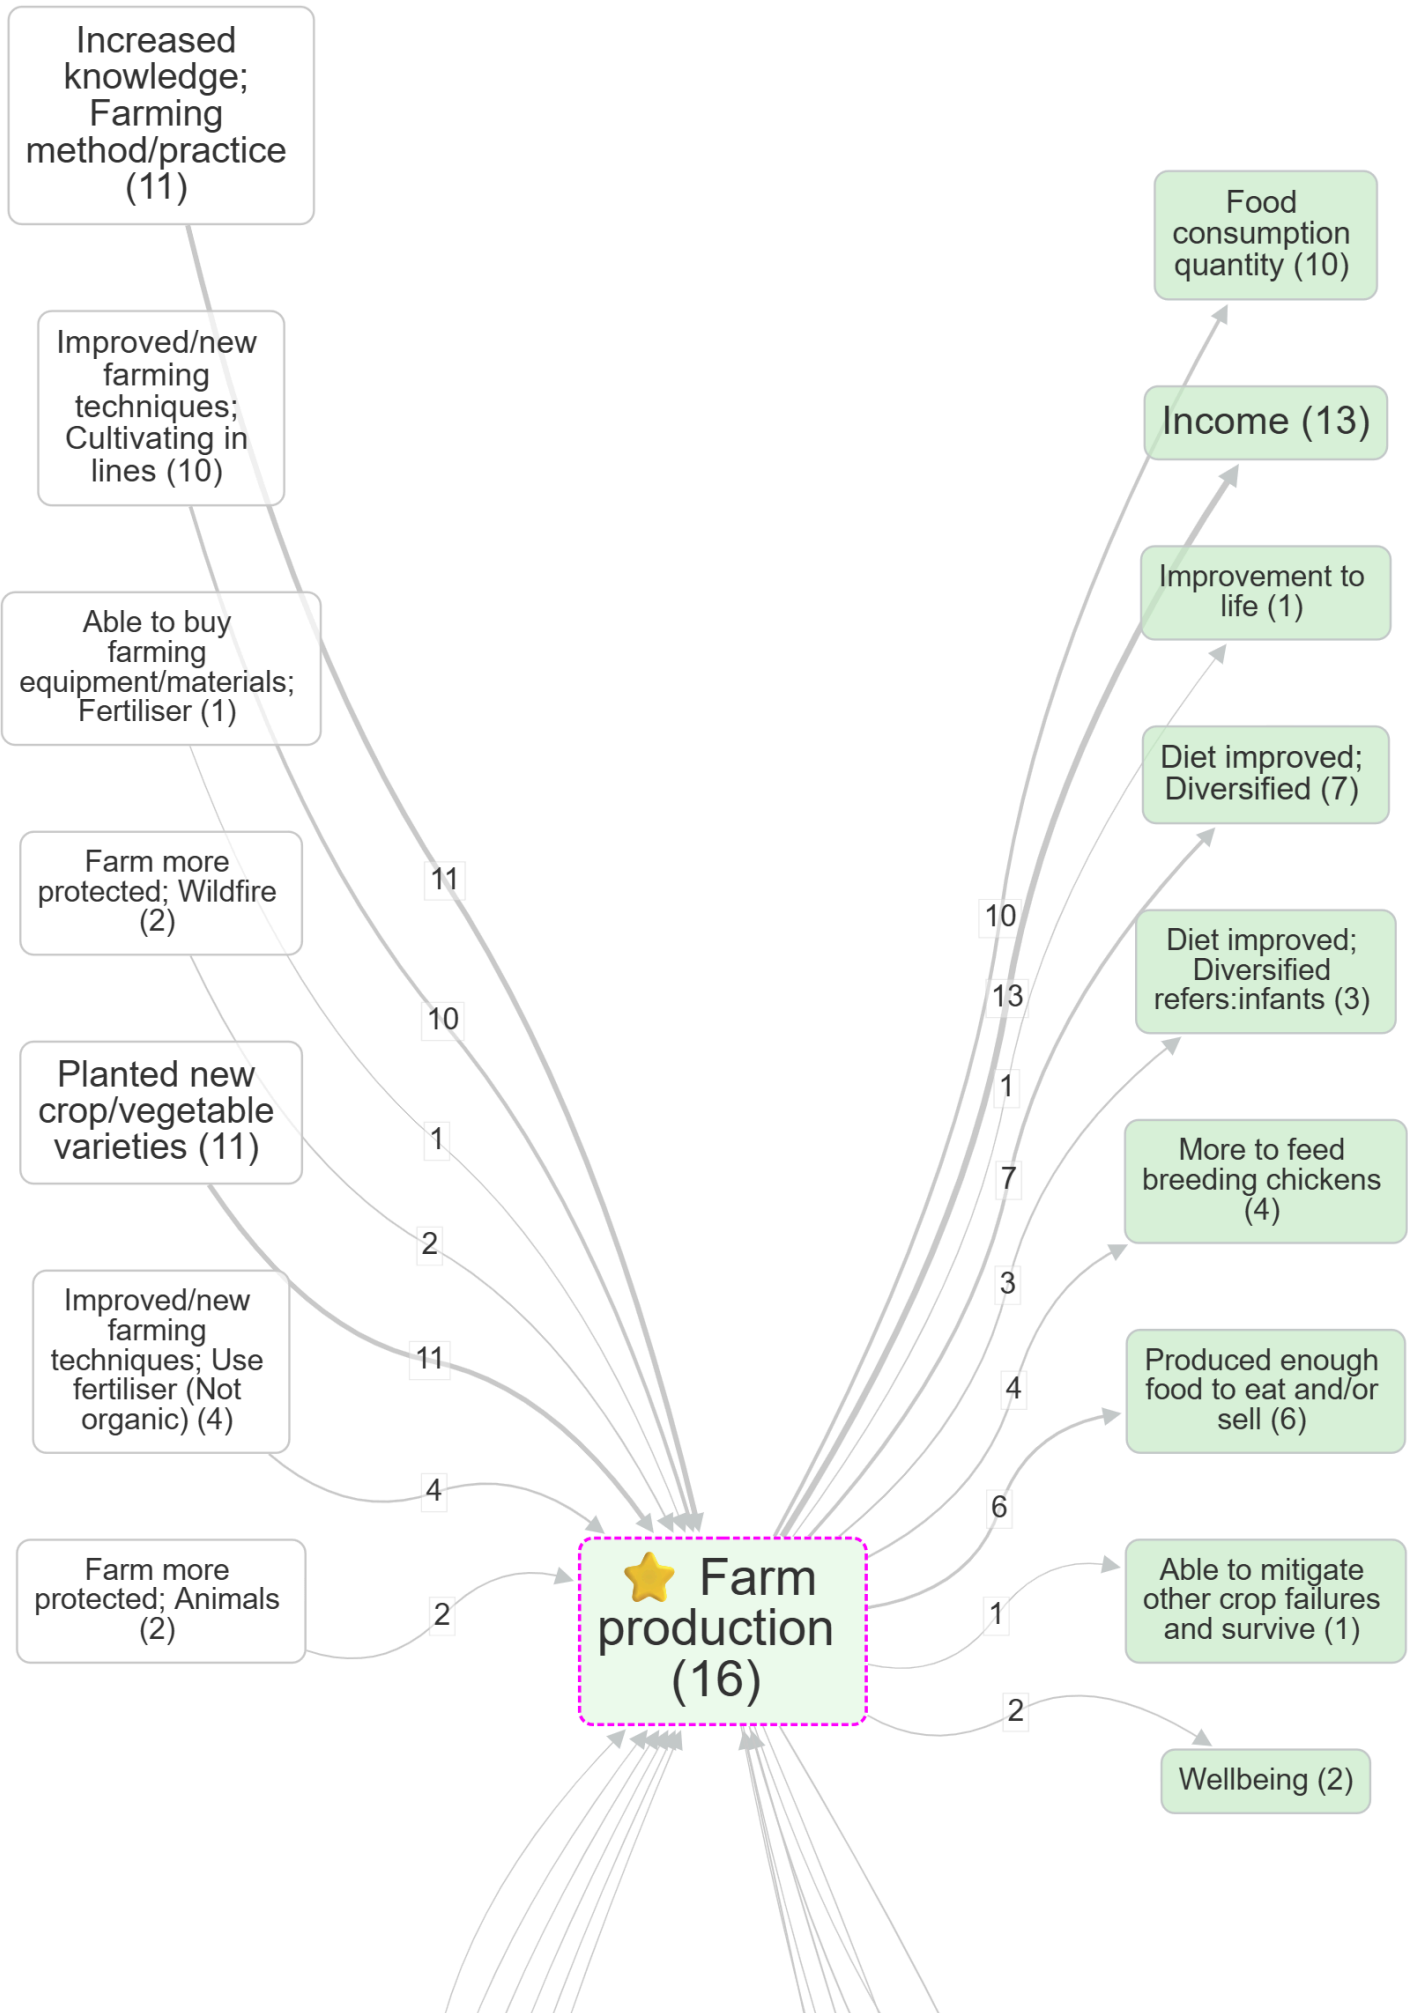 Increased
knowledge;
Farming
method/practice
(11)
Improved/new
farming
techniques;
Cultivating in
lines (10)
Able to buy
farming
equipment/materials;
Fertiliser (1)
Farm more
protected; Wildfire
(2)
Planted new
crop/vegetable
varieties (11)
Improved/new
farming
techniques; Use
fertiliser (Not
organic) (4)
Farm more
protected; Animals
(2)
11
10
1
2
11
4
2
Farm
production
(16)
10
13
1
7
3
4
6
1
2
Food
consumption
quantity (10)
Income (13)
Improvement to
life (1)
Diet improved;
Diversified (7)
Diet improved;
Diversified
refers:infants (3)
More to feed
breeding chickens
(4)
Produced enough
food to eat and/or
sell (6)
Able to mitigate
other crop failures
and survive (1)
Wellbeing (2)